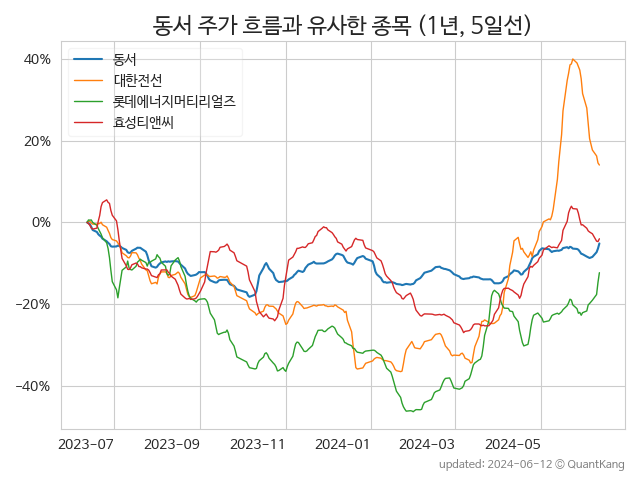 동서 주가 흐름과 유사한 종목 (1년, 5일선)
동서
대한전선
롯데에너지머티리얼즈
효성티앤씨
40%
20%
0%
−20%
−40%
2023-07
2023-09
2023-11
2024-01
2024-03
2024-05
updated: 2024-06-12 © QuantKang